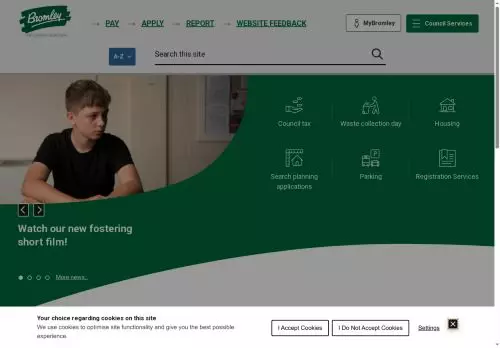 Bromley
PAY
APPLY
REPORT
WEBSITE FEEDBACK
MyBromley
Council Services
A-Z
Search this site
Council tax
Waste collection day
Housing
Search planning
applications
Parking
Registration Services
Watch our new fostering
short film!
More news...
Your choice regarding cookies on this site
We use cookies to optimise site functionality and give you the best possible
experience.
I Accept Cookies
I Do Not Accept Cookies
Settings